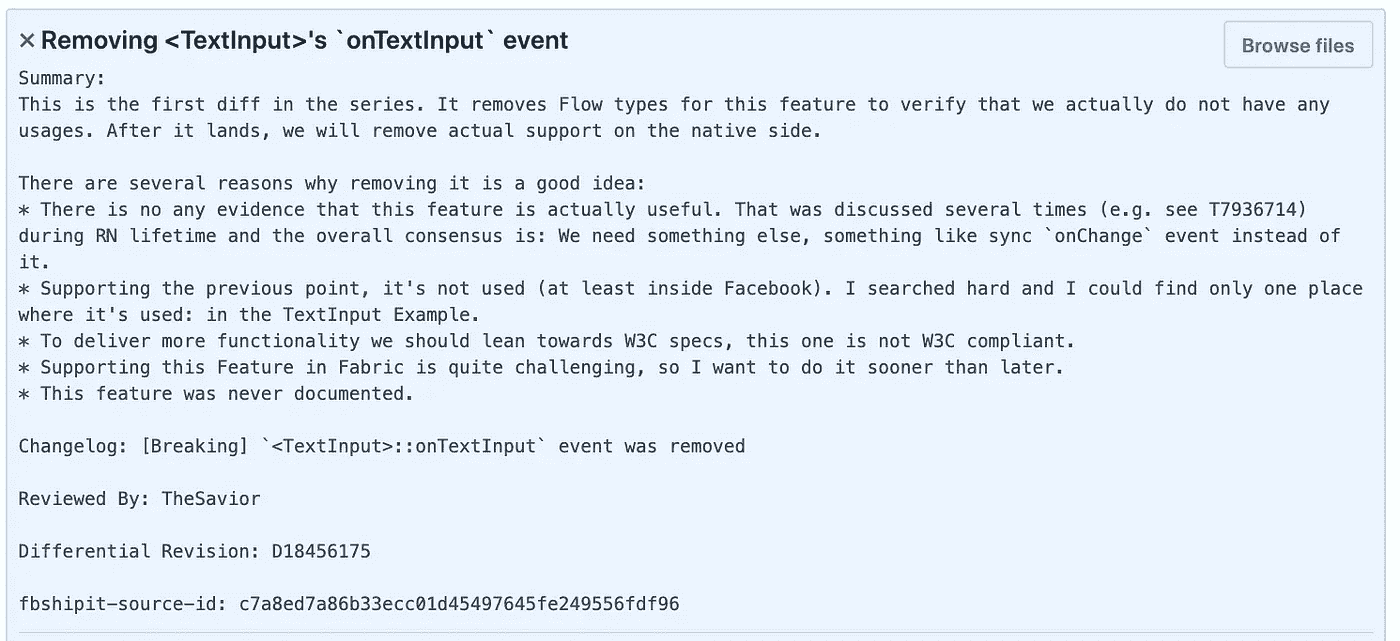 × Removing <TextInput>'s `onTextInput` event
Browse files
Summary:
This is the first diff in the series. It removes Flow types for this feature to verify that we actually do not have any
usages. After it lands, we will remove actual support on the native side.
There are several reasons why removing it is a good idea:
* There is no any evidence that this feature is actually useful. That was discussed several times (e.g. see T7936714)
during RN lifetime and the overall consensus is: We need something else, something like sync `onChange` event instead of
it.
* Supporting the previous point, it's not used (at least inside Facebook). I searched hard and I could find only one place
where it's used: in the TextInput Example.
* To deliver more functionality we should lean towards W3C specs, this one is not W3C compliant.
* Supporting this Feature in Fabric is quite challenging, so I want to do it sooner than later.
* This feature was never documented.
Changelog: [Breaking] `<TextInput>::onTextInput` event was removed
Reviewed By: TheSavior
Differential Revision: D18456175
fbshipit-source-id: c7a8ed7a86b33ecc01d45497645fe249556fdf96